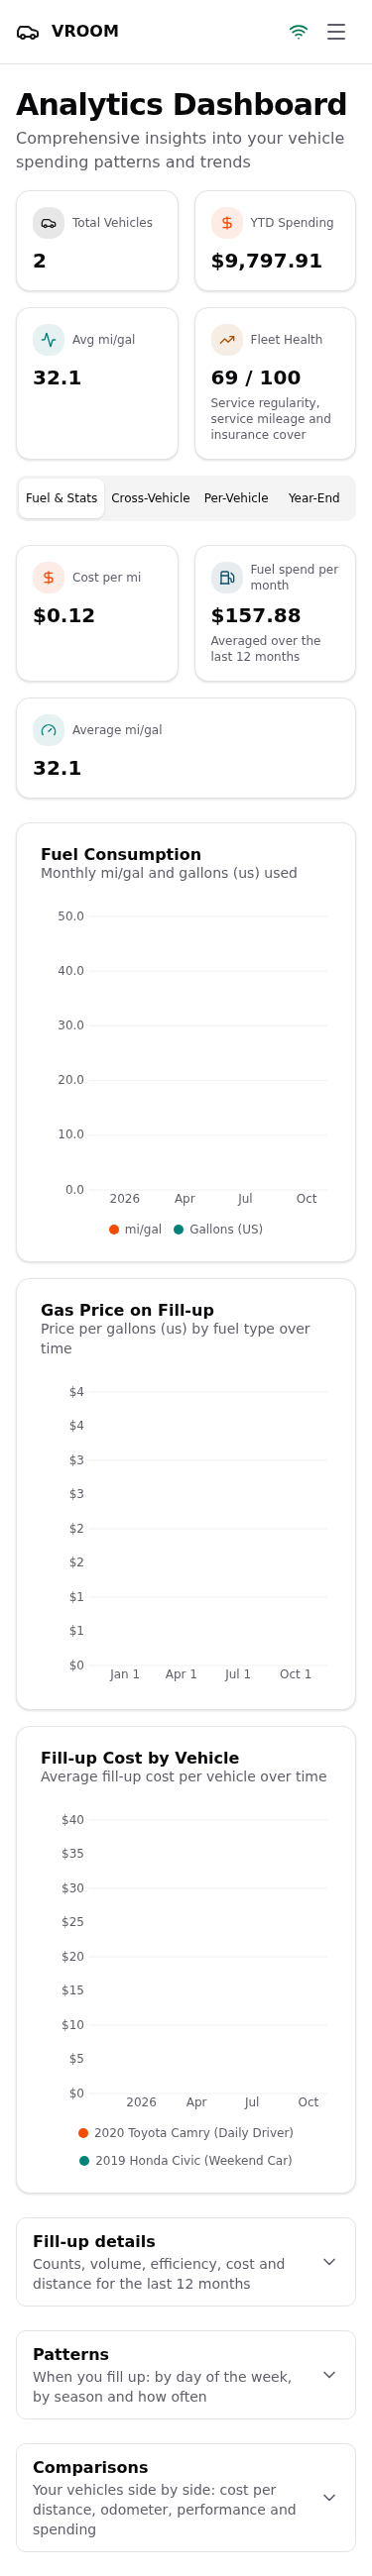 VROOM
Analytics Dashboard
Comprehensive insights into your vehicle
spending patterns and trends
Total Vehicles
2
YTD Spending
$9,797.91
Avg mi/gal
32.1
Fleet Health
69 / 100
Service regularity,
service mileage and
insurance cover
Fuel & Stats Cross-Vehicle Per-Vehicle Year-End
Cost per mi
$0.12
Fuel spend per
month
$157.88
Averaged over the
last 12 months
Average mi/gal
32.1
Fuel Consumption
Monthly mi/gal and gallons (us) used
50.0
40.0
30.0
20.0
10.0
0.0
2026 Apr Jul Oct
mi/gal Gallons (US)
Gas Price on Fill-up
Price per gallons (us) by fuel type over
time
$4
$4
$3
$3
$2
$2
$1
$1
$0
Jan 1 Apr 1 Jul 1 Oct 1
Fill-up Cost by Vehicle
Average fill-up cost per vehicle over time
$40
$35
$30
$25
$20
$15
$10
$5
$0
2026 Apr Jul Oct
2020 Toyota Camry (Daily Driver)
2019 Honda Civic (Weekend Car)
Fill-up details
Counts, volume, efficiency, cost and
distance for the last 12 months
Patterns
When you fill up: by day of the week,
by season and how often
Comparisons
Your vehicles side by side: cost per
distance, odometer, performance and
spending